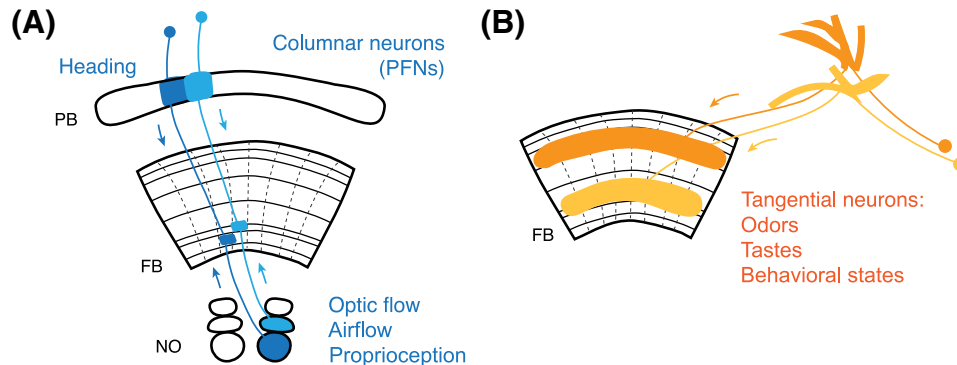 (A)
Heading
Columnar neurons
(PFNs)
PB
FB
NO
Optic flow
Airflow
Proprioception
(B)
FB
Tangential neurons:
Odors
Tastes
Behavioral states